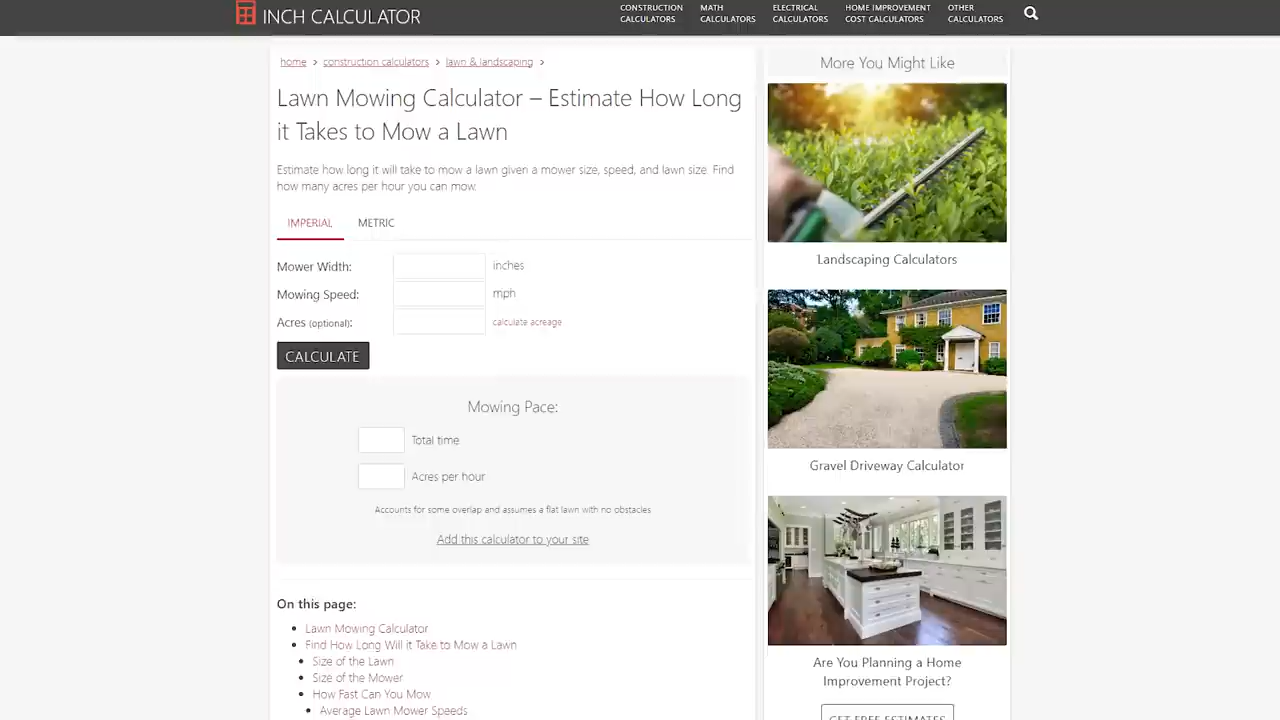 INCH CALCULATOR
CONSTRUCTION CALCULATORS
MATH CALCULATORS
ELECTRICAL CALCULATORS
HOME IMPROVEMENT COST CALCULATORS
OTHER CALCULATORS
home > construction calculators > lawn & landscaping >
Lawn Mowing Calculator – Estimate How Long
it Takes to Mow a Lawn
Estimate how long it will take to mow a lawn given a mower size, speed, and lawn size. Find
how many acres per hour you can mow.
IMPERIAL METRIC
Mower Width: inches
Mowing Speed: mph
Acres (optional): calculate acreage
CALCULATE
Mowing Pace:
Total time
Acres per hour
Accounts for some overlap and assumes a flat lawn with no obstacles
Add this calculator to your site
On this page:
Lawn Mowing Calculator
Find How Long Will it Take to Mow a Lawn
Size of the Lawn
Size of the Mower
How Fast Can You Mow
Average Lawn Mower Speeds
More You Might Like
Landscaping Calculators
Gravel Driveway Calculator
Are You Planning a Home
Improvement Project?
GET FREE ESTIMATES